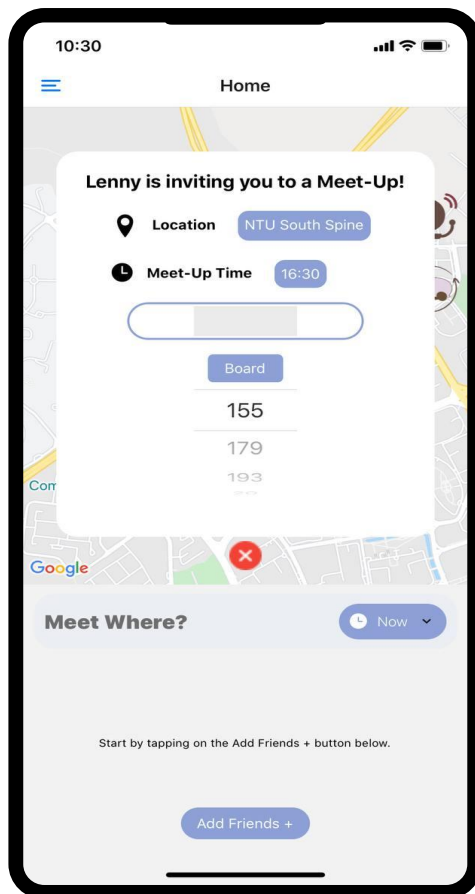 10:30
Home
Lenny is inviting you to a Meet-Up!
Location NTU South Spine
Meet-Up Time 16:30
Board
155
179
193
Com
Google
Meet Where?
Now
Start by tapping on the Add Friends + button below.
Add Friends +